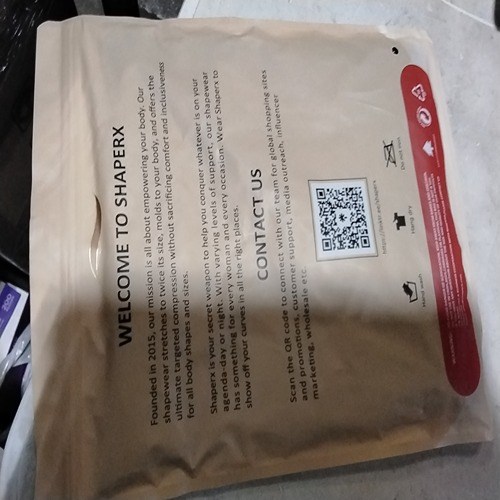 WELCOME TO SHAPERX
Founded in 2015, our mission is all about empowering your body. Our
shapewear stretches to twice its size, molds to your body, and offers the
ultimate targeted compression without sacrificing comfort and inclusiveness
for all body shapes and sizes.
Shaperx is your secret weapon to help you conquer whatever is on your
agenda-day or night. With varying levels of support, our shapewear
has something for every woman and every occasion. Wear Shaperx to
show off your curves in all the right places.
CONTACT US
Scan the QR code to connect with our team for global shopping sites
and promotions, customer support, media outreach, influencer
marketing, wholesale etc.
Hand wash
Hang dry
Do not iron